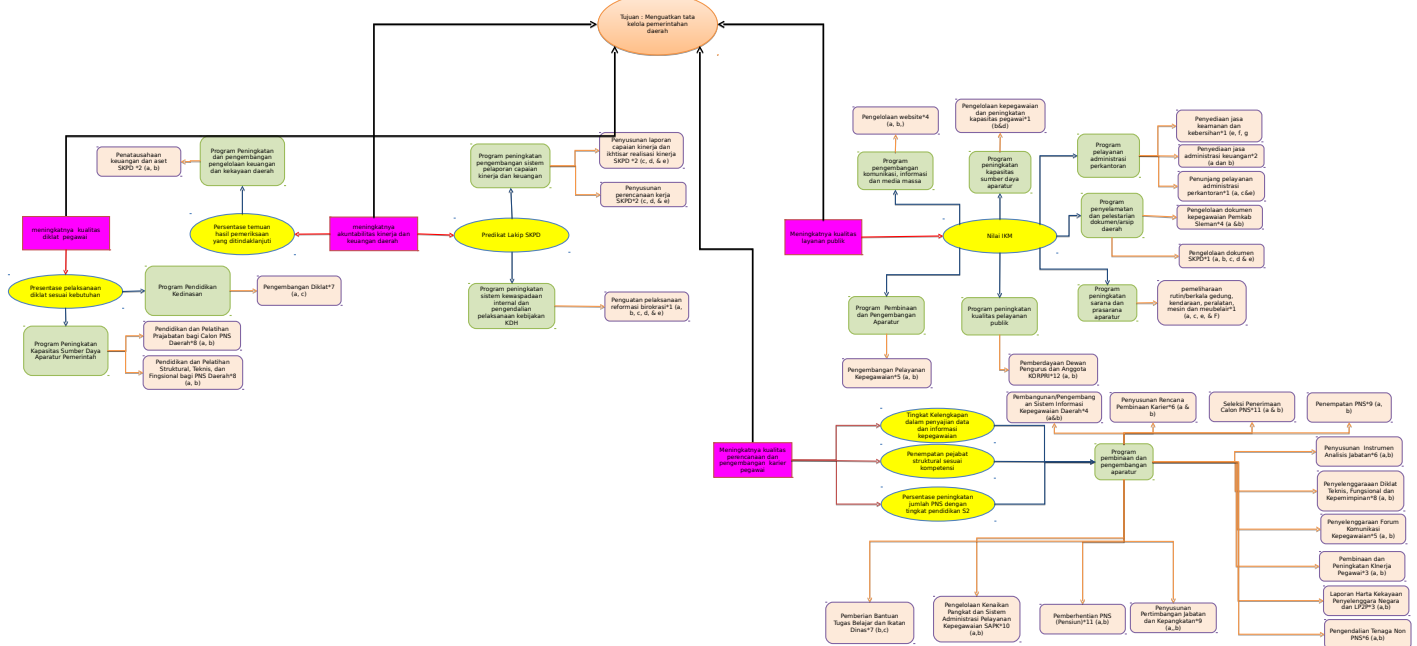 Tujuan : Menguatkan tata
kelola pemerintahan
daerah
Penatausahaan
keuangan dan aset
SKPD *2 (a, b)
Program Peningkatan
dan pengembangan
pengelolaan keuangan
dan kekayaan daerah
meningkatnya kualitas
diklat pegawai
Persentase temuan
hasil pemeriksaan
yang ditindaklanjuti
meningkatnya
akuntabilitas kinerja dan
keuangan daerah
Presentase pelaksanaan
diklat sesuai kebutuhan
Program Pendidikan
Kedinasan
Pengembangan Diklat*7
(a, c)
Program Peningkatan
Kapasitas Sumber Daya
Aparatur Pemerintah
Pendidikan dan Pelatihan
Prajabatan bagi Calon PNS
Daerah*8 (a, b)
Pendidikan dan Pelatihan
Struktural, Teknis, dan
Fingsional bagi PNS Daerah*8
(a, b)
Program peningkatan
pengembangan sistem
pelaporan capaian
kinerja dan keuangan
Penyusunan laporan
capaian kinerja dan
ikhtisar realisasi kinerja
SKPD *2 (c, d, & e)
Penyusunan
perencanaan kerja
SKPD*2 (c, d, & e)
Predikat Lakip SKPD
Program peningkatan
sistem kewaspadaan
internal dan
pengendalian
pelaksanaan kebijakan
KDH
Penguatan pelaksanaan
reformasi birokrasi*1 (a,
b, c, d, & e)
Pengelolaan website*4
(a, b,)
Pengelolaan kepegawaian
dan peningkatan
kapasitas pegawai*1
(b&d)
Program
pengembangan
komunikasi, informasi
dan media massa
Program
peningkatan
kapasitas
sumber daya
aparatur
Program
pelayanan
administrasi
perkantoran
Penyediaan jasa
keamanan dan
kebersihan*1 (e, f, g
Penyediaan jasa
administrasi keuangan*2
(a dan b)
Penunjang pelayanan
administrasi
perkantoran*1 (a, c&e)
Program
penyelamatan
dan pelestarian
dokumen/arsip
daerah
Pengelolaan dokumen
kepegawaian Pemkab
Sleman*4 (a &b)
Pengelolaan dokumen
SKPD*1 (a, b, c, d, & e)
Meningkatnya kualitas
layanan publik
Nilai IKM
Program Pembinaan
dan Pengembangan
Aparatur
Program peningkatan
kualitas pelayanan
publik
Program
peningkatan
sarana dan
presarana
aparatur
pemeliharaan
rutin/berkala gedung,
kendaraan, peralatan,
mesin dan meubelair*1
(a, c, e, & F)
Pengembangan Pelayanan
Kepegawaian*5 (a, b)
Pemberdayaan Dewan
Pengurus dan Anggota
KORPRI*12 (a, b)
Pembangunan/Pengembang
an Sistem Informasi
Kepegawaian Daerah*4
(a&b)
Penyusunan Rencana
Pembinaan Karier*6 (a &
b)
Seleksi Penerimaan
Calon PNS*11 (a & b)
Penempatan PNS*9 (a,
b)
Meningkatnya kualitas
perencanaan dan
pengembangan karier
pegawai
Tingkat Kelengkapan
dalam penyajian data
dan informasi
kepegawaian
Penempatan pejabat
struktural sesuai
kompetensi
Persentase peningkatan
jumlah PNS dengan
tingkat pendidikan S2
Program
pembinaan dan
pengembangan
aparatur
Penyusunan Instrumen
Analisis Jabatan*6 (a,b)
Penyelenggaraaan Diklat
Teknis, Fungsional dan
Kepemimpinan*8 (a, b)
Penyelenggaraan Forum
Komunikasi
Kepegawaian*5 (a, b)
Pembinaan dan
Peningkatan KInerja
Pegawai*3 (a, b)
Laporan Harta Kekayaan
Penyelenggara Negara
dan LP2P*3 (a,b)
Pengendalian Tenaga Non
PNS*6 (a,b)
Pemberian Bantuan
Tugas Belajar dan Ikatan
Dinas*7 (b,c)
Pengelolaan Kenaikan
Pangkat dan Sistem
Administrasi Pelayanan
Kepegawaian SAPK*10
(a,b)
Pemberhentian PNS
(Pensiun)*11 (a,b)
Penyusunan
Pertimbangan Jabatan
dan Kepangkatan*9
(a,,b)